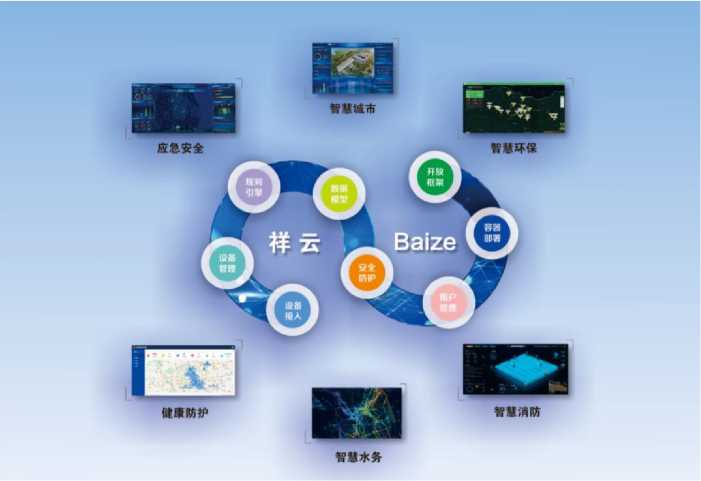 智慧城市
应急安全
智慧环保
规则
引擎
数据
模型
开放
框架
祥云
Baize
容器
部署
设备
管理
安全
防护
设备
接入
账户
管理
健康防护
智慧水务
智慧消防